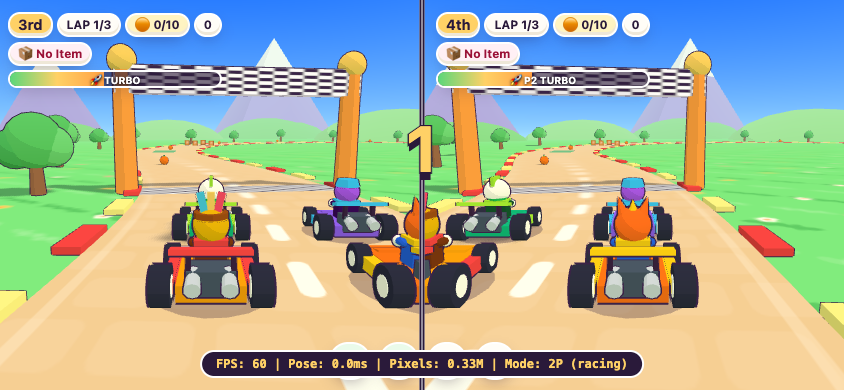 3rd LAP 1/3 0/10 0
No Item
TURBO
4th LAP 1/3 0/10 0
No Item
P2 TURBO
1
FPS: 60 | Pose: 0.0ms | Pixels: 0.33M | Mode: 2P (racing)